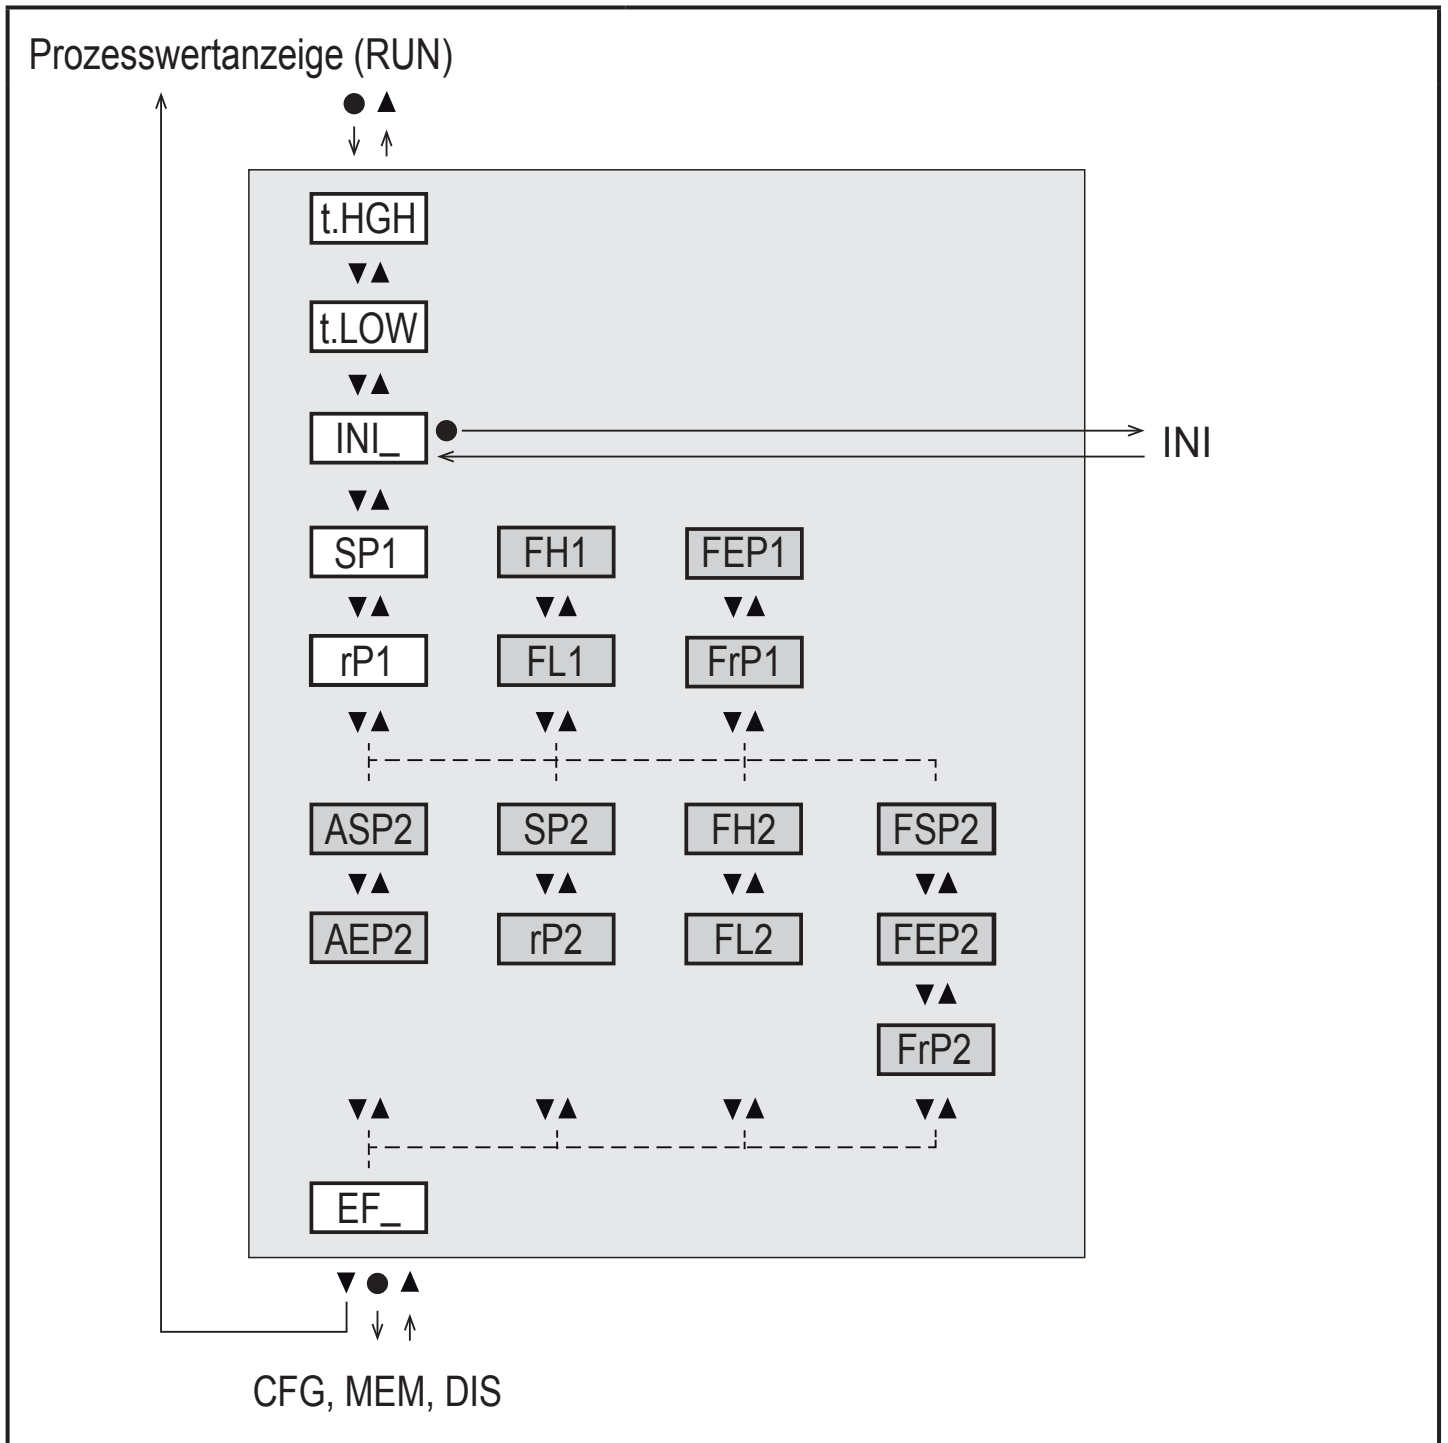 Prozesswertanzeige (RUN)
t.HGH
t.LOW
INI_
INI
SP1 FH1 FEP1
rP1 FL1 FrP1
ASP2 SP2 FH2 FSP2
AEP2 rP2 FL2 FEP2
FrP2
EF_
CFG, MEM, DIS